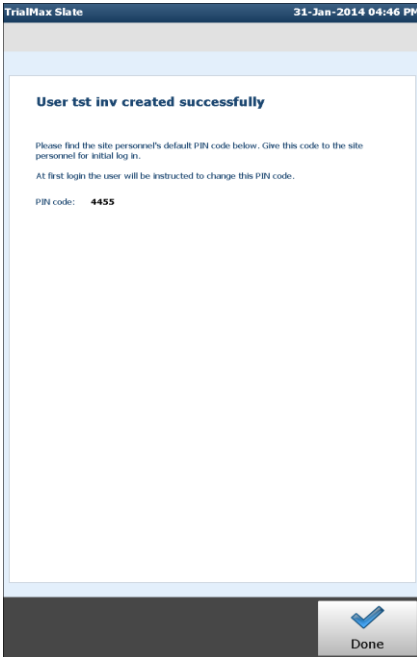 TrialMax Slate 31-Jan-2014 04:46 PM
User tst inv created successfully
Please find the site personnel's default PIN code below. Give this code to the site
personnel for initial log in.
At first login the user will be instructed to change this PIN code.
PIN code: 4455
Done